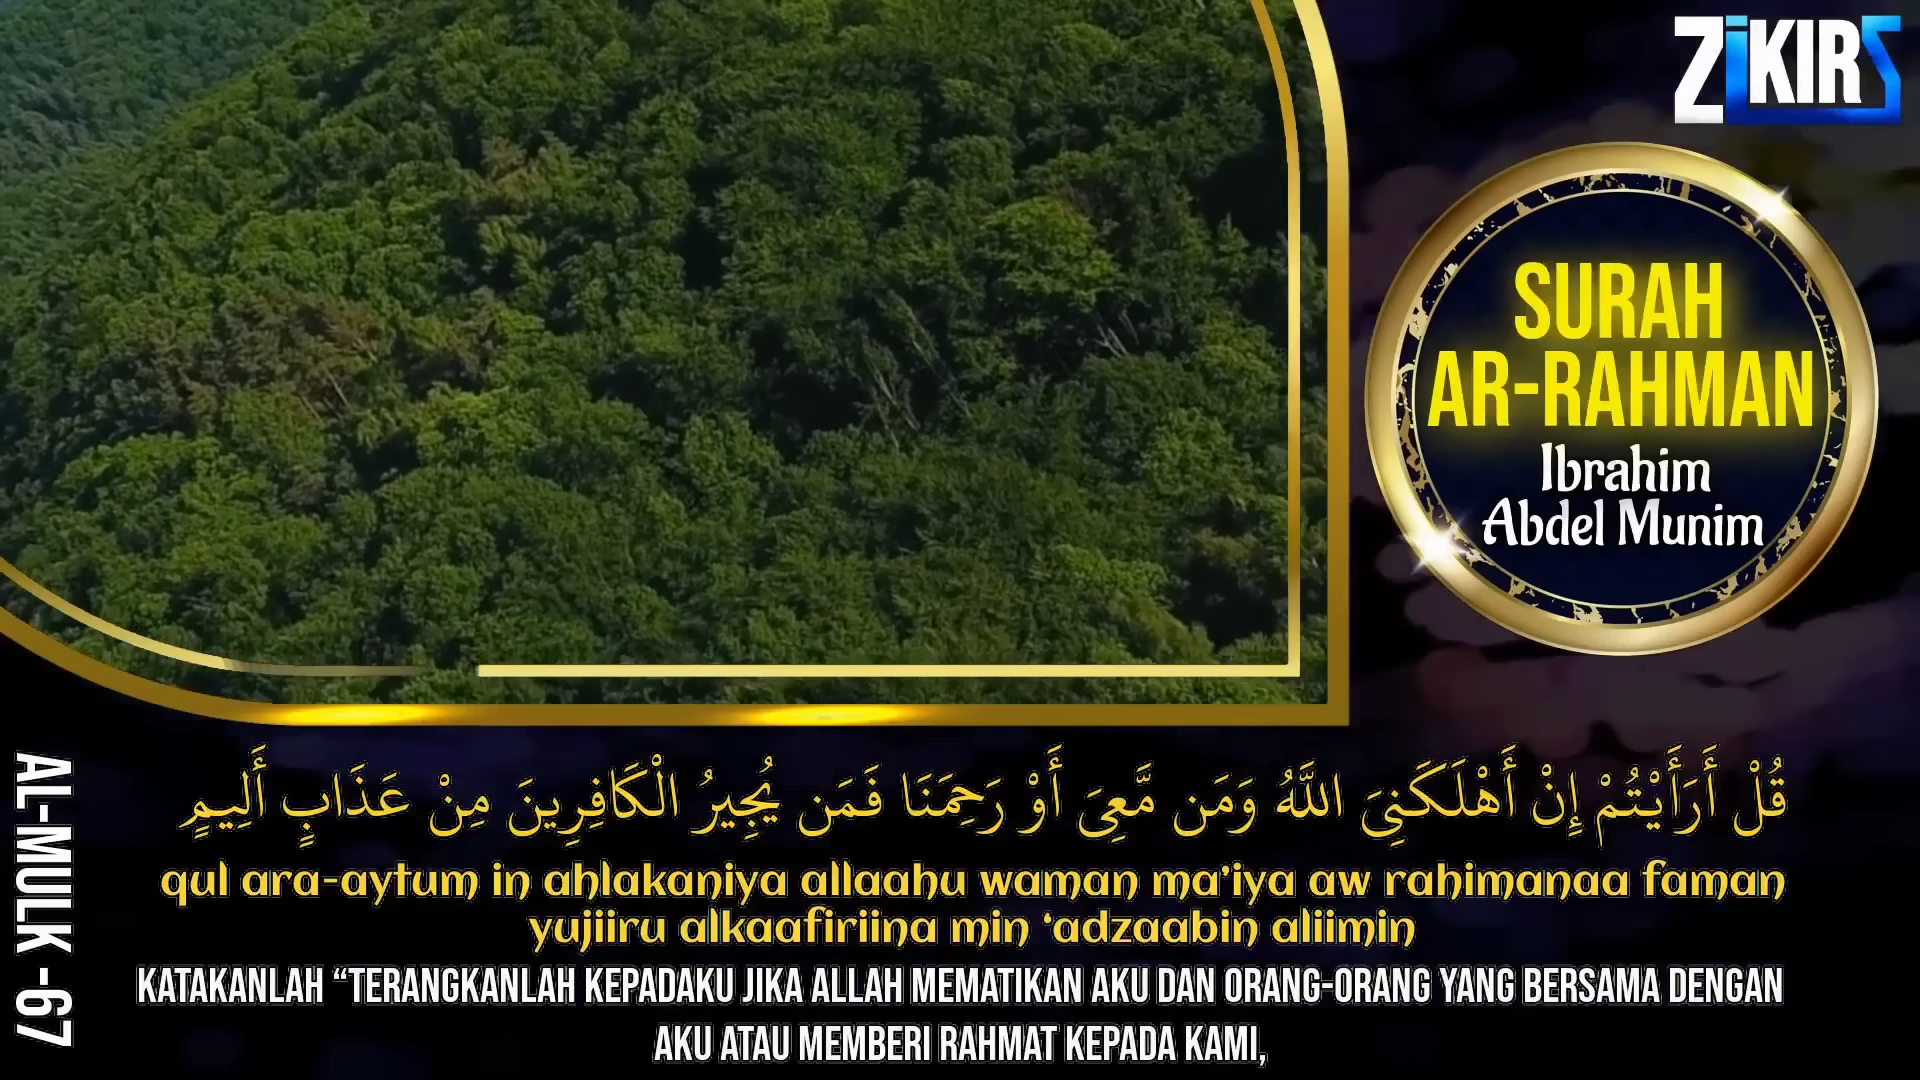 ZiKIRS
SURAH
AR-RAHMAN
Ibrahim
Abdel Munim
قُلْ أَرَأَيْتُمْ إِنْ أَهْلَكَنِىَ اللَّهُ وَمَن مَّعِىَ أَوْ رَحِمَنَا فَمَن يُجِيرُ الْكَافِرِينَ مِنْ عَذَابٍ أَلِيمٍ
qul ara-aytum in ahlakaniya allaahu waman ma’iya aw rahimanaa faman
yujiiru alkaafiriina min ‘adzaabin aliimin
KATAKANLAH “TERANGKANLAH KEPADAKU JIKA ALLAH MEMATIKAN AKU DAN ORANG-ORANG YANG BERSAMA DENGAN
AKU ATAU MEMBERI RAHMAT KEPADA KAMI,
AL-MULK -67